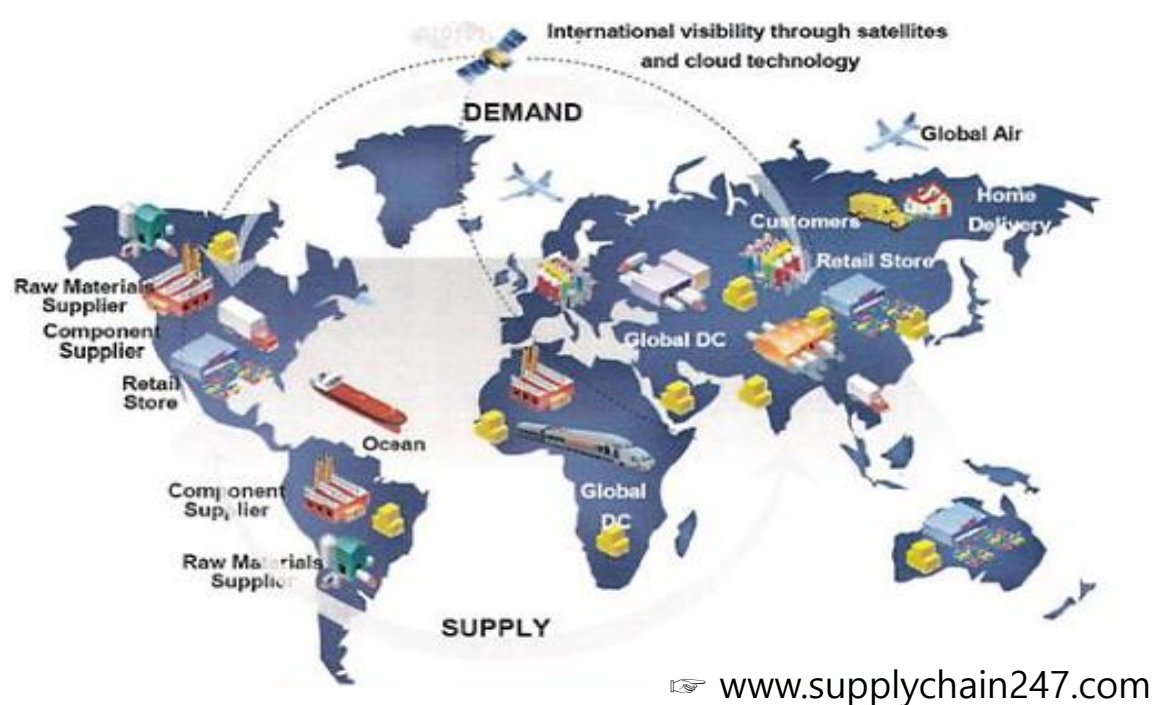 International visibility through satellites
and cloud technology
DEMAND
Global Air
Home
Delivery
Customers
Retail Store
Raw Materials
Supplier
Component
Supplier
Global DC
Retail
Store
Ocean
Component
Supplier
Global
DC
Raw Materials
Supplier
SUPPLY
☞ www.supplychain247.com